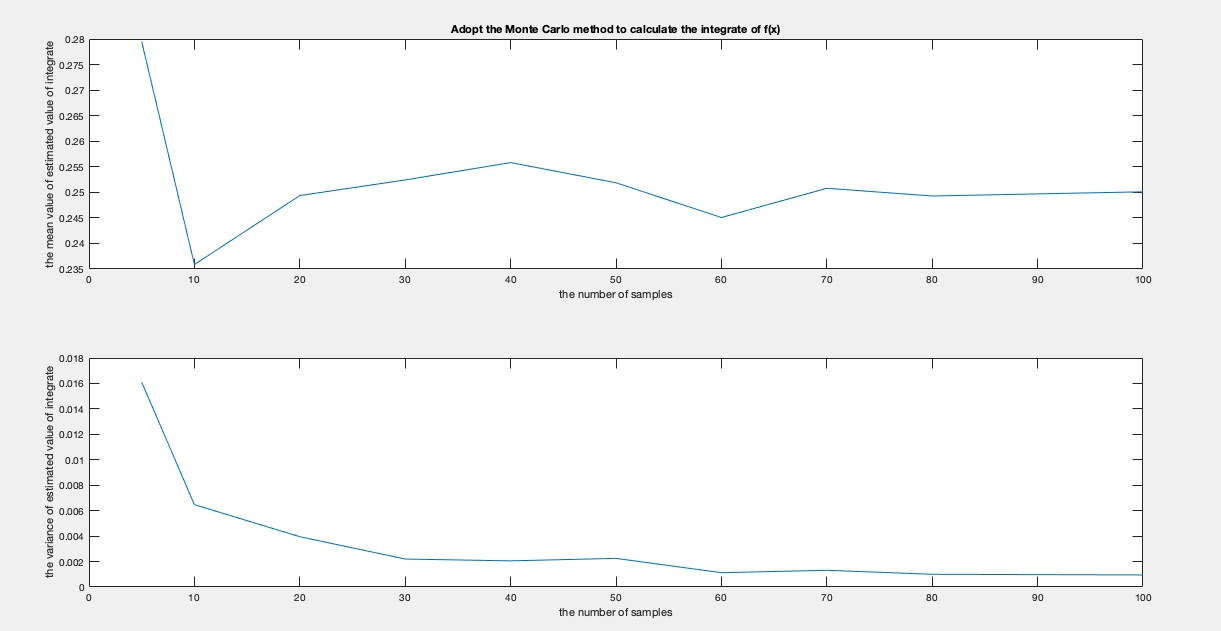 Adopt the Monte Carlo method to calculate the integrate of f(x)
the mean value of estimated value of integrate
0.28
0.275
0.27
0.265
0.26
0.255
0.25
0.245
0.24
0.235
0 10 20 30 40 50 60 70 80 90 100
the number of samples
the variance of estimated value of integrate
0.018
0.016
0.014
0.012
0.01
0.008
0.006
0.004
0.002
0
0 10 20 30 40 50 60 70 80 90 100
the number of samples